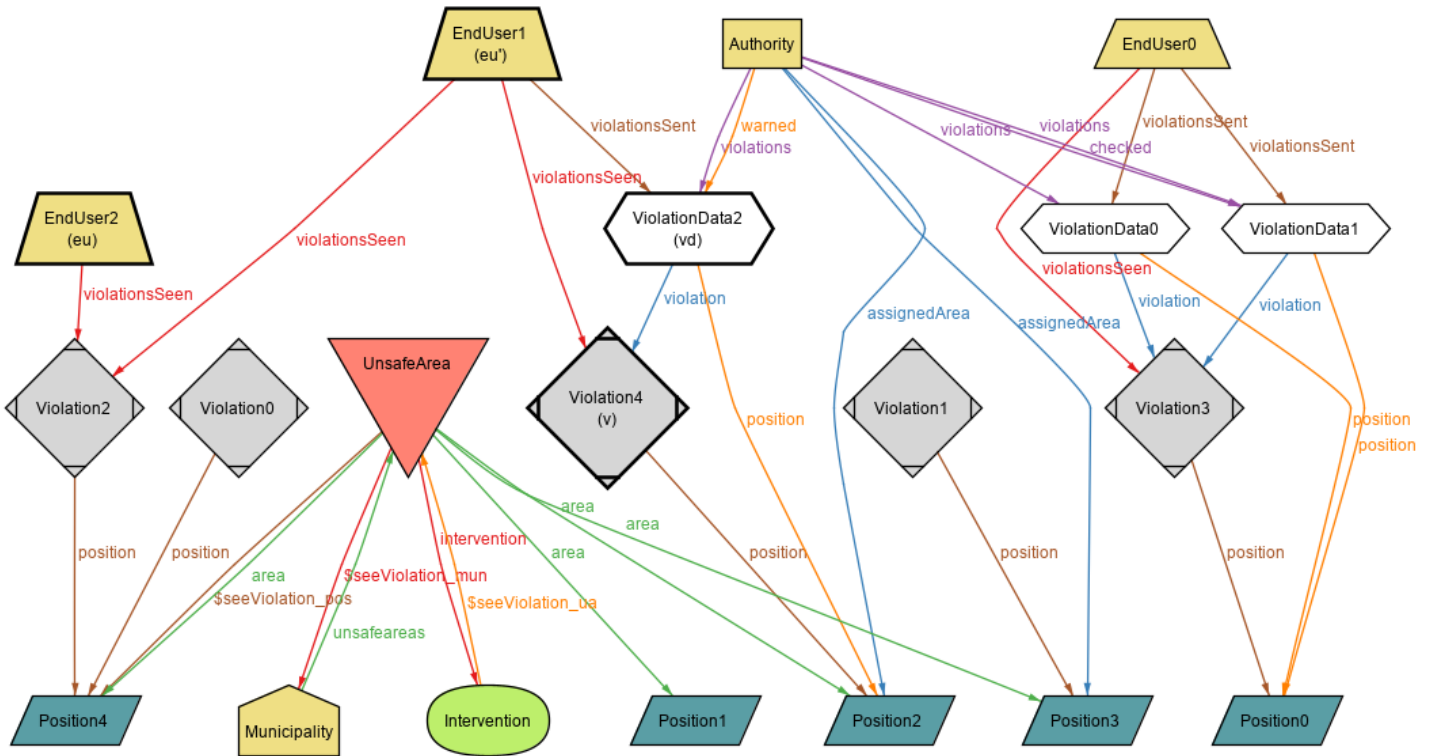 EndUser1
(eu')
Authority
EndUser0
violationsSent
warned
violations
violations
violations
checked
violationsSent
violationsSent
violationsSeen
EndUser2
(eu)
ViolationData2
(vd)
ViolationData0
ViolationData1
violationsSeen
violationsSeen
violationsSeen
violation
violation
violation
assignedArea
assignedArea
UnsafeArea
Violation2
Violation0
Violation4
(v)
Violation1
Violation3
position
position
position
area
area
intervention
position
position
area
position
position
position
area
$seeViolation_mun
$seeViolation_pos
$seeViolation_ua
unsafeareas
Position4
Municipality
Intervention
Position1
Position2
Position3
Position0